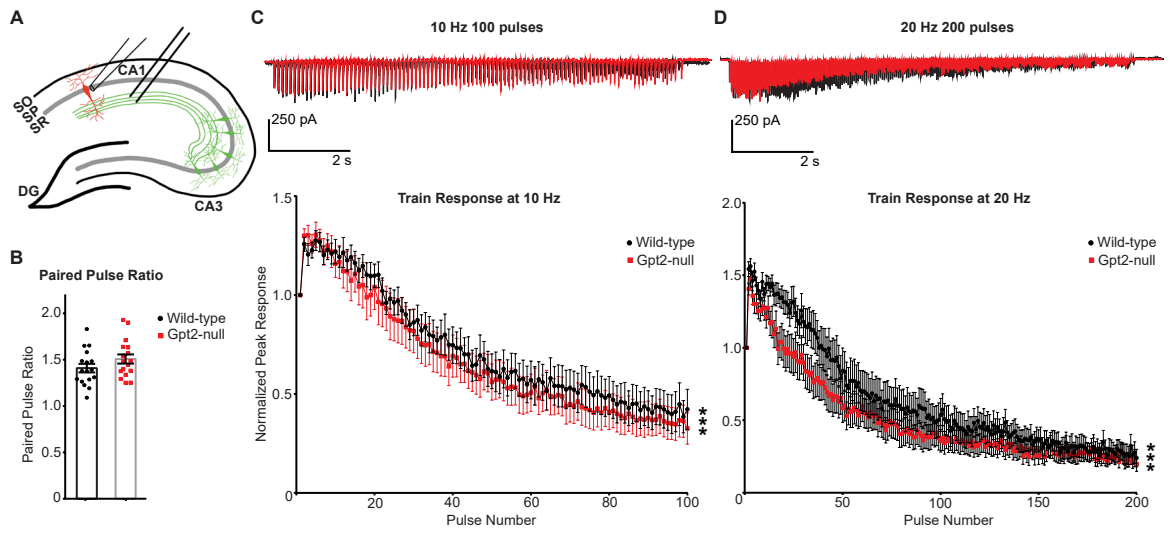 A
CA1
SO
SP
SR
DG
CA3
B
Paired Pulse Ratio
Paired Pulse Ratio
2.0
1.5
1.0
0.5
0
Wild-type
Gpt2-null
C
10 Hz 100 pulses
250 pA
2 s
Train Response at 10 Hz
Normalized Peak Response
1.5
1.0
0.5
0
20
40
60
80
100
Pulse Number
Wild-type
Gpt2-null
***
D
20 Hz 200 pulses
250 pA
2 s
Train Response at 20 Hz
2.0
1.5
1.0
0.5
0
0
50
100
150
200
Pulse Number
Wild-type
Gpt2-null
***